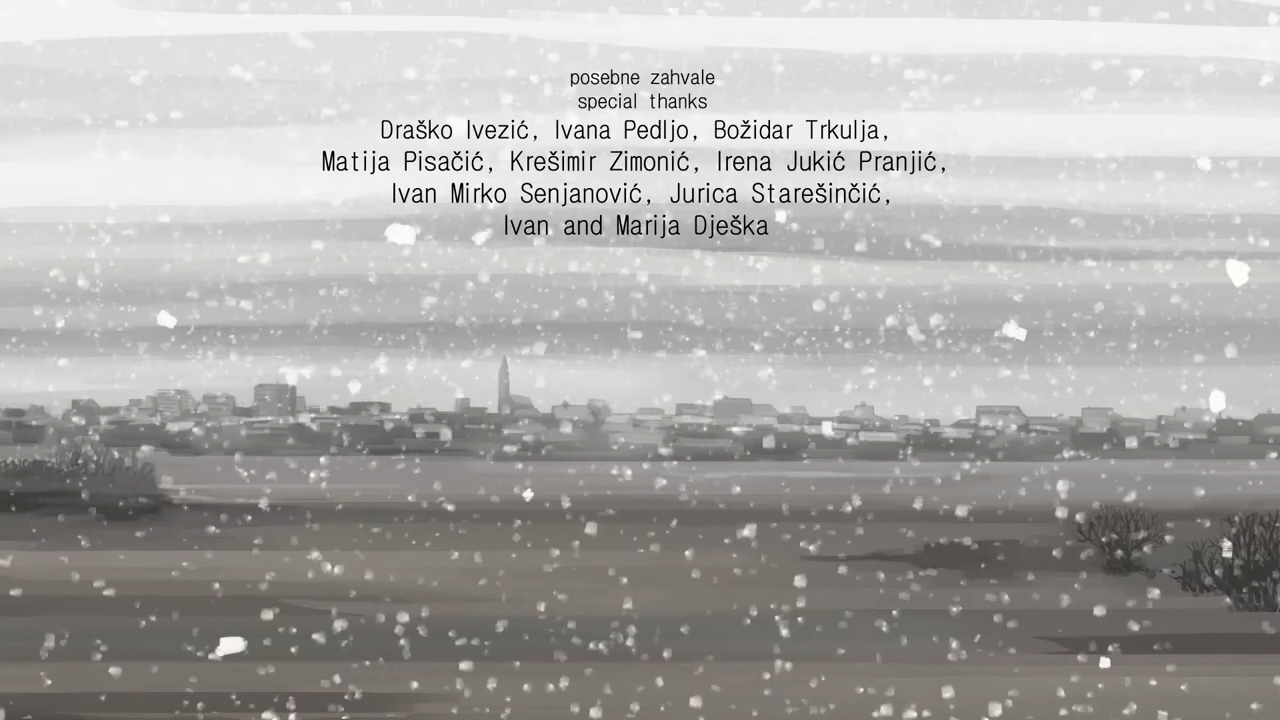 posebne zahvale
special thanks
Draško Ivezić, Ivana Pedljo, Božidar Trkulja,
Matija Pisačić, Krešimir Zimonić, Irena Jukić Pranjić,
Ivan Mirko Senjanović, Jurica Starešinčić,
Ivan and Marija Dješka